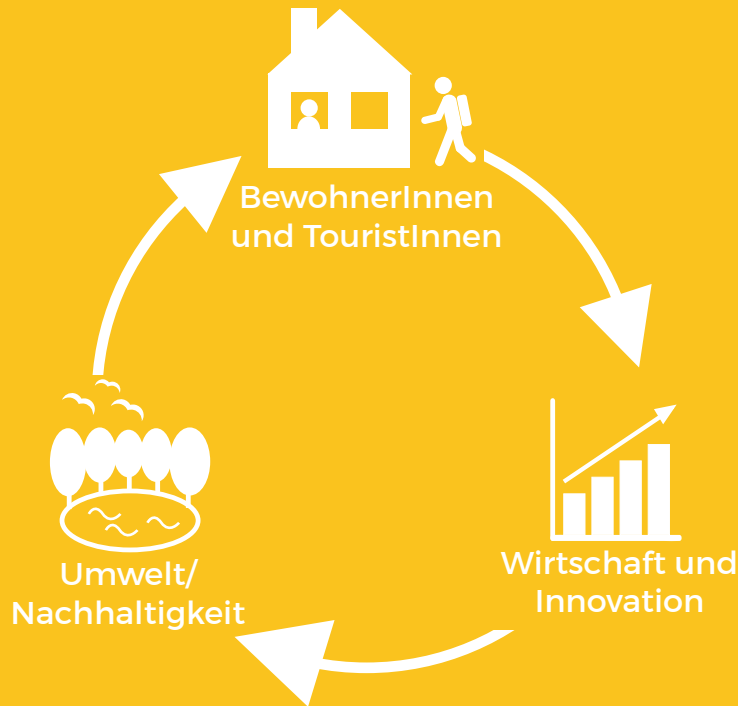 BewohnerInnen
und TouristInnen
Wirtschaft und
Innovation
Umwelt/
Nachhaltigkeit